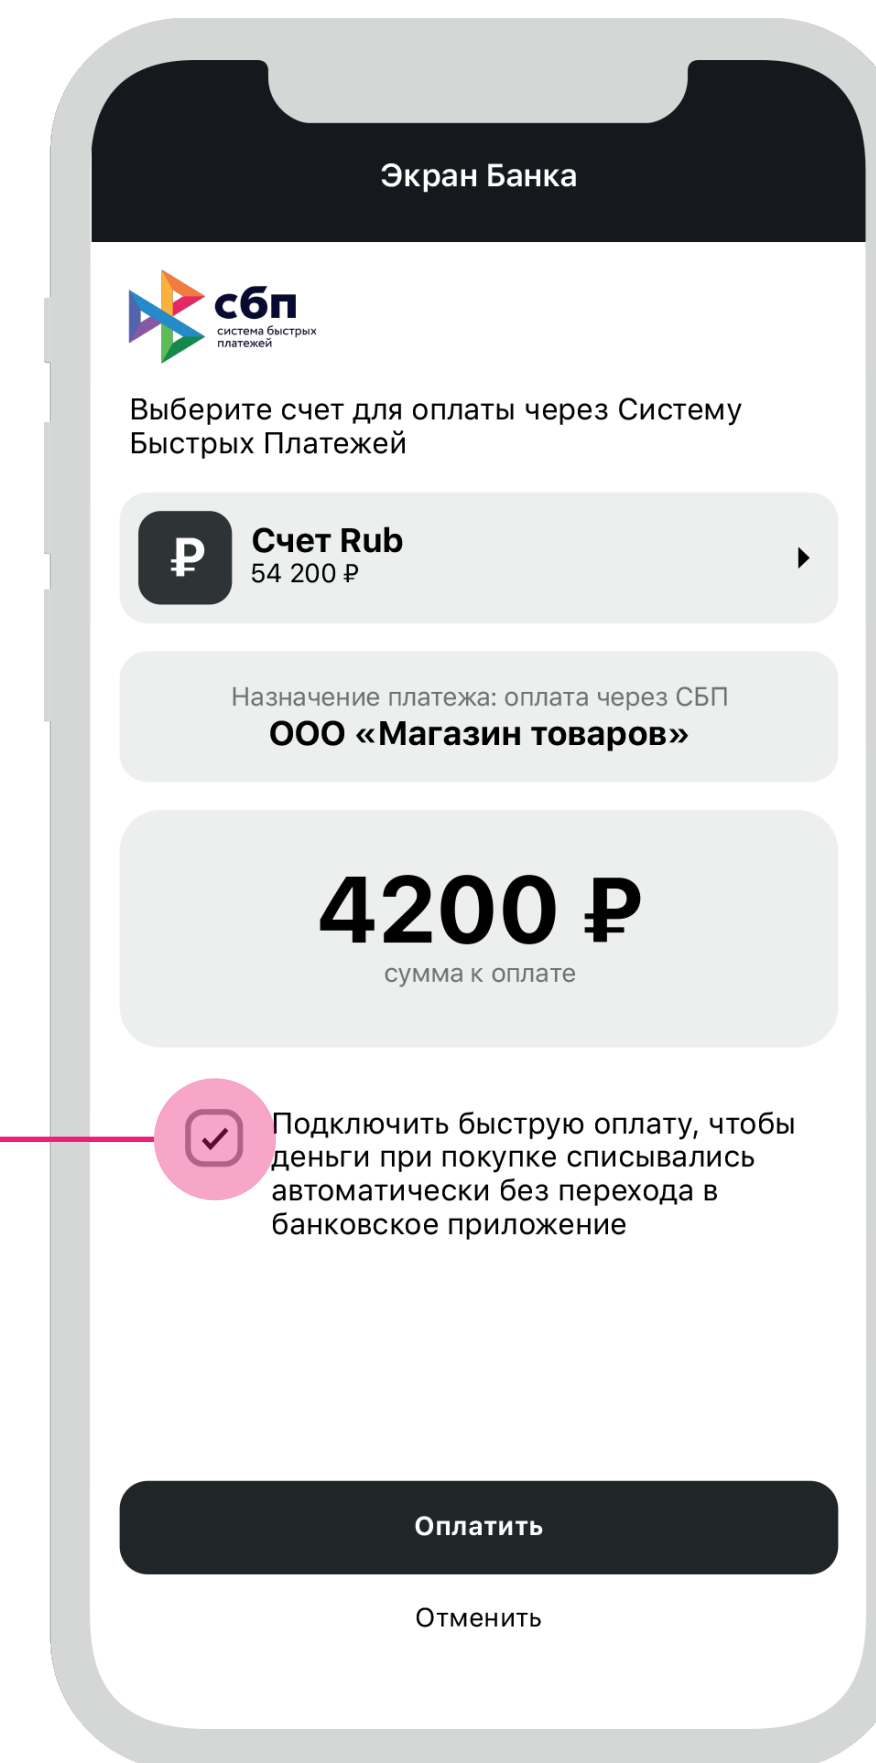 Экран Банка
сбп
система быстрых
платежей
Выберите счет для оплаты через Систему
Быстрых Платежей
₽
Счет Rub
54 200 ₽
Назначение платежа: оплата через СБП
ООО «Магазин товаров»
4200 ₽
сумма к оплате
Подключить быструю оплату, чтобы
деньги при покупке списывались
автоматически без перехода в
банковское приложение
Оплатить
Отменить